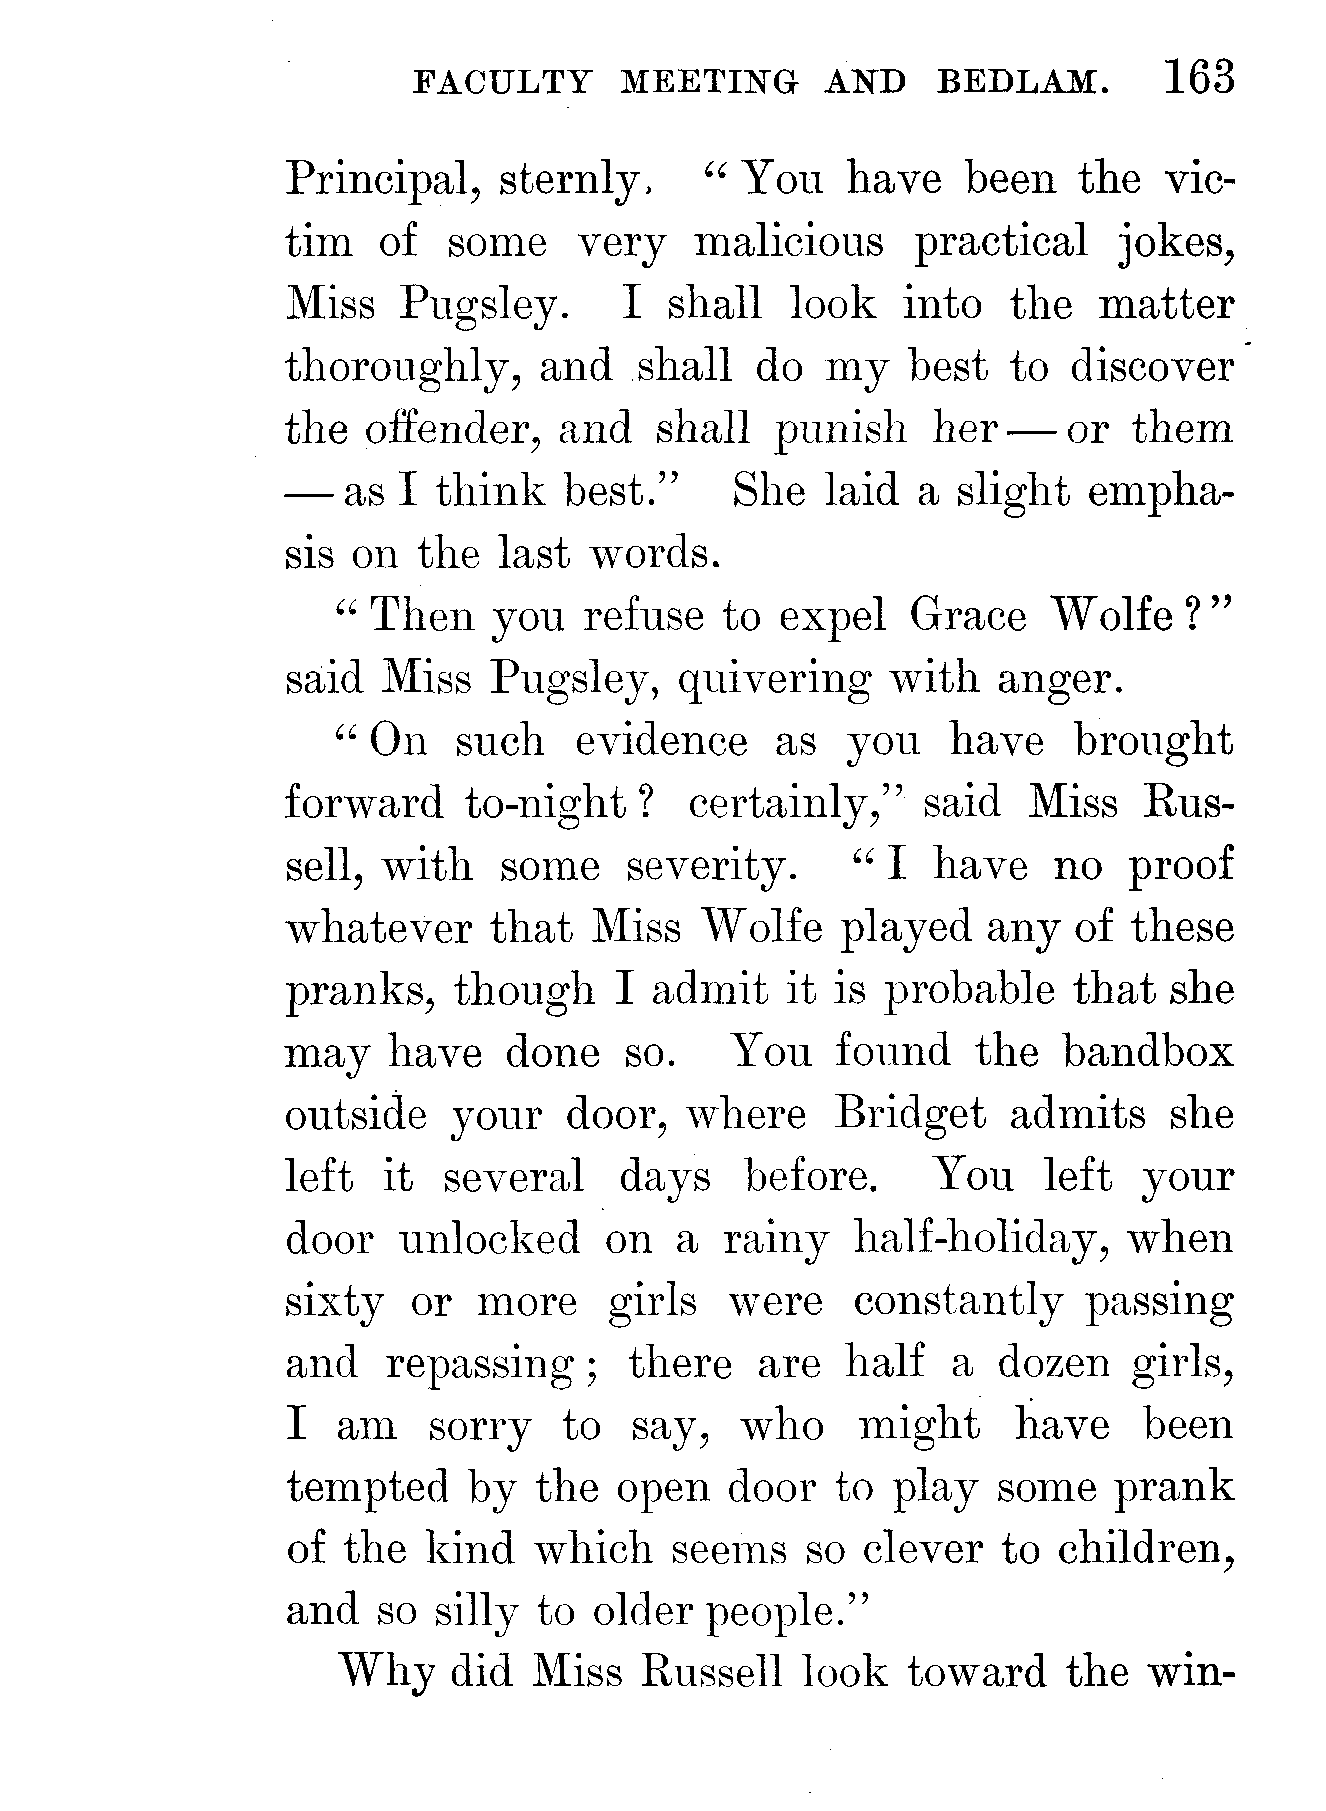 FACULTY MEETING AND BEDLAM. 163
Principal, sternly. “ You have been the vic-
tim of some very malicious practical jokes,
Miss Pugsley. I shall look into the matter
thoroughly, and shall do my best to discover
the offender, and shall punish her — or them
— as I think best.” She laid a slight empha-
sis on the last words.
“ Then you refuse to expel Grace Wolfe ? ”
said Miss Pugsley, quivering with anger.
“ On such evidence as you have brought
forward to-night ? certainly,” said Miss Rus-
sell, with some severity. “ I have no proof
whatever that Miss Wolfe played any of these
pranks, though I admit it is probable that she
may have done so. You found the bandbox
outside your door, where Bridget admits she
left it several days before. You left your
door unlocked on a rainy half-holiday, when
sixty or more girls were constantly passing
and repassing ; there are half a dozen girls,
I am sorry to say, who might have been
tempted by the open door to play some prank
of the kind which seems so clever to children,
and so silly to older people.”
Why did Miss Russell look toward the win-